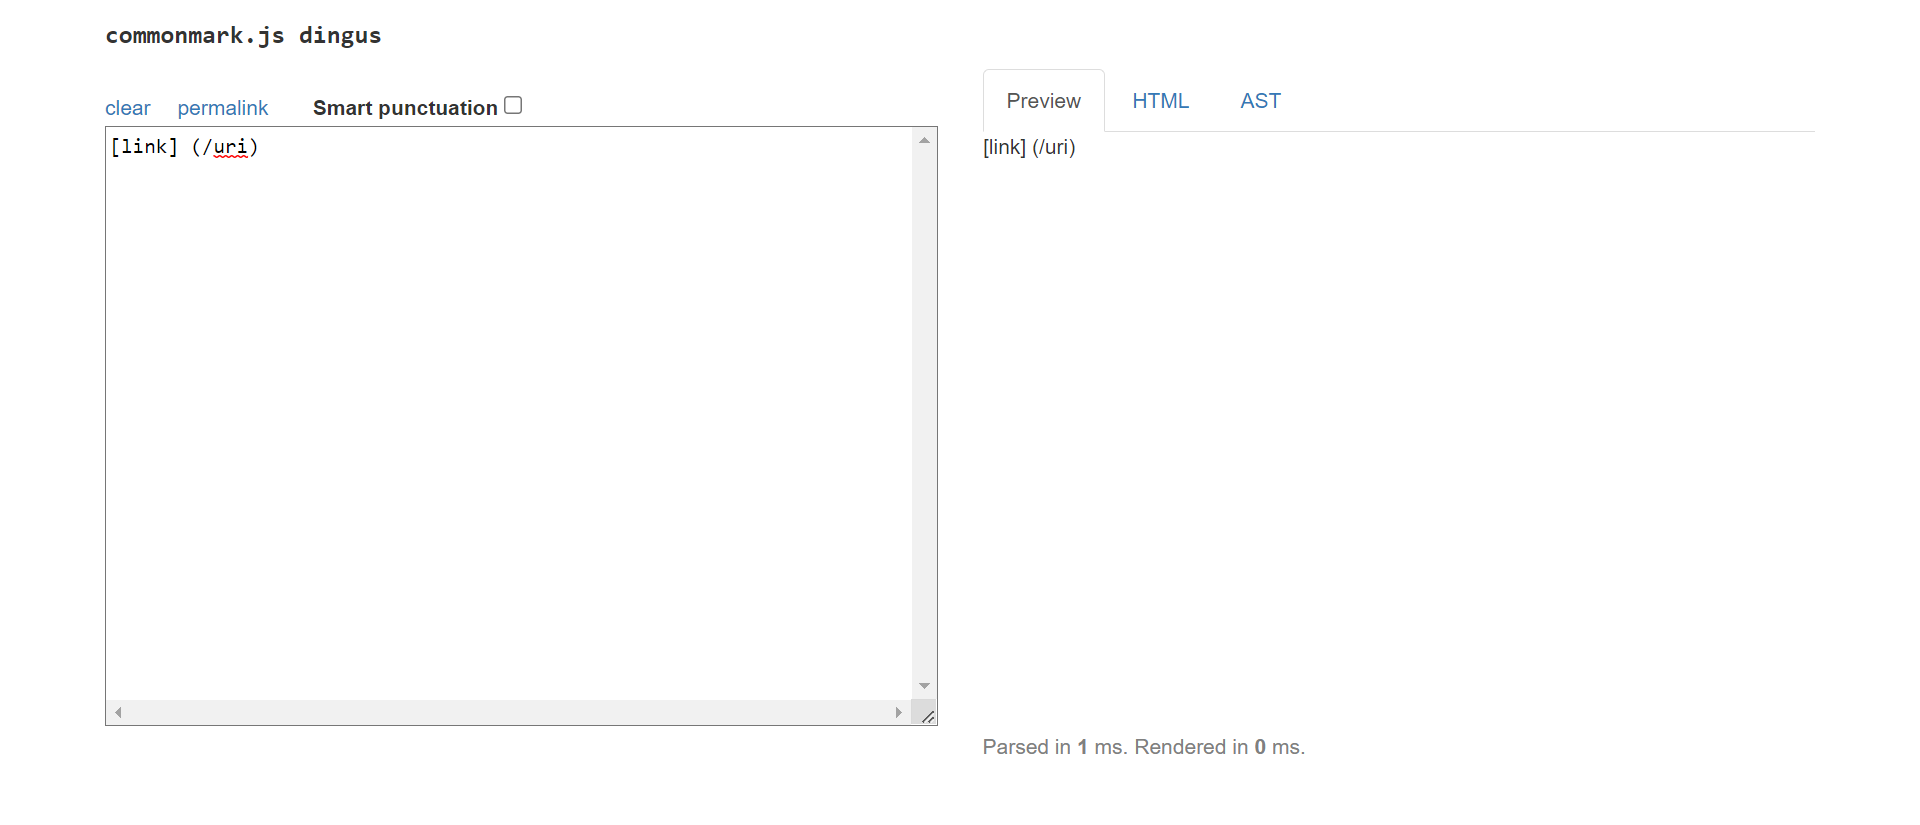 commonmark.js dingus
clear permalink Smart punctuation
[link] (/uri)
Preview HTML AST
[link] (/uri)
Parsed in 1 ms. Rendered in 0 ms.